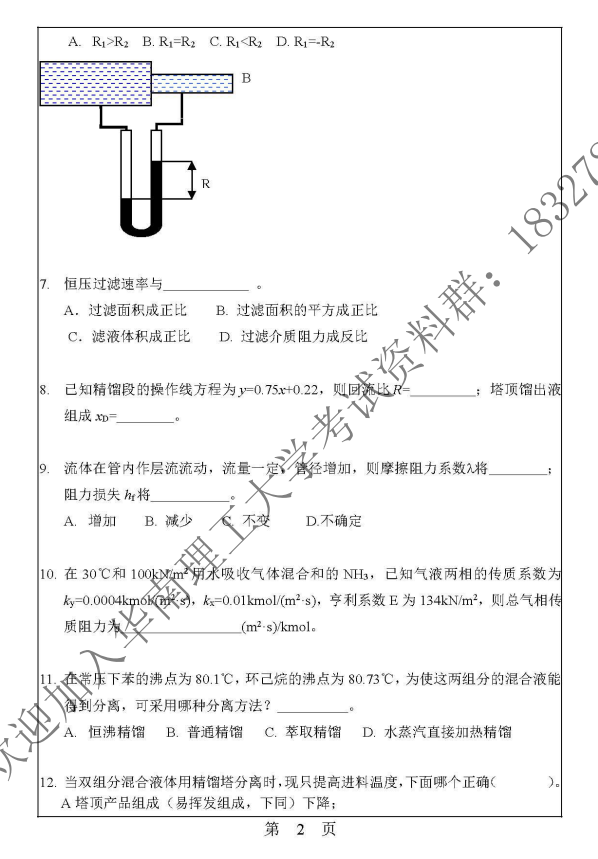 A. R₁>R₂ B. R₁=R₂ C. R₁<R₂ D. R₁=-R₂
B
R
7. 恒压过滤速率与____________ 。
A．过滤面积成正比 B. 过滤面积的平方成正比
C．滤液体积成正比 D. 过滤介质阻力成反比
8. 已知精馏段的操作线方程为 y=0.75x+0.22，则回流比 R=_________；塔顶馏出液
组成 xD=________。
9. 流体在管内作层流流动，流量一定，管径增加，则摩擦阻力系数λ将________；
阻力损失 hf 将___________。
A. 增加 B. 减少 C. 不变 D.不确定
10. 在 30℃和 100kN/m² 用水吸收气体混合和的 NH₃，已知气液两相的传质系数为
ky=0.0004kmol/(m²·s)，kx=0.01kmol/(m²·s)，亨利系数 E 为 134kN/m²，则总气相传
质阻力为________________(m²·s)/kmol。
11. 在常压下苯的沸点为 80.1℃，环己烷的沸点为 80.73℃，为使这两组分的混合液能
得到分离，可采用哪种分离方法？__________。
A. 恒沸精馏 B. 普通精馏 C. 萃取精馏 D. 水蒸汽直接加热精馏
12. 当双组分混合液体用精馏塔分离时，现只提高进料温度，下面哪个正确（ ）。
A 塔顶产品组成（易挥发组成，下同）下降；
第 2 页
欢迎加入华南理工大学考试资料群：18327